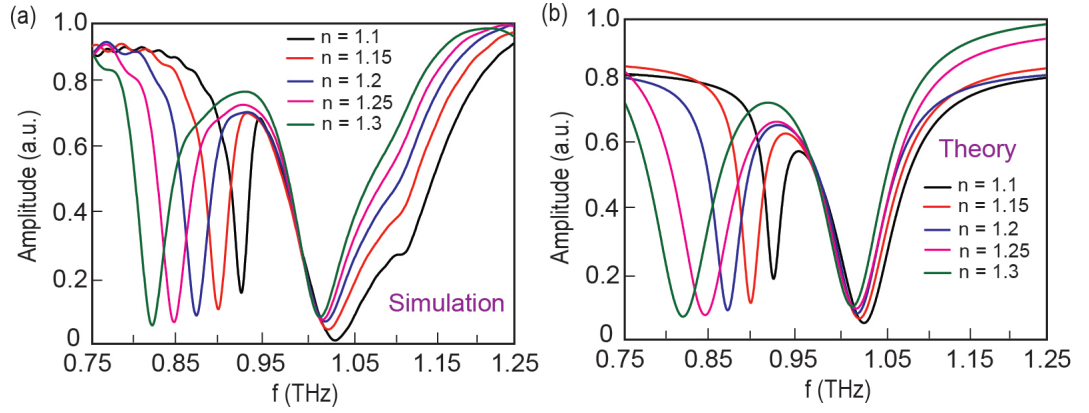 (a)
1.0
0.8
0.6
0.4
0.2
0
Amplitude (a.u.)
n = 1.1
n = 1.15
n = 1.2
n = 1.25
n = 1.3
Simulation
0.75 0.85 0.95 1.05 1.15 1.25
f (THz)
(b)
1.0
0.8
0.6
0.4
0.2
0
Amplitude (a.u.)
Theory
n = 1.1
n = 1.15
n = 1.2
n = 1.25
n = 1.3
0.75 0.85 0.95 1.05 1.15 1.25
f (THz)